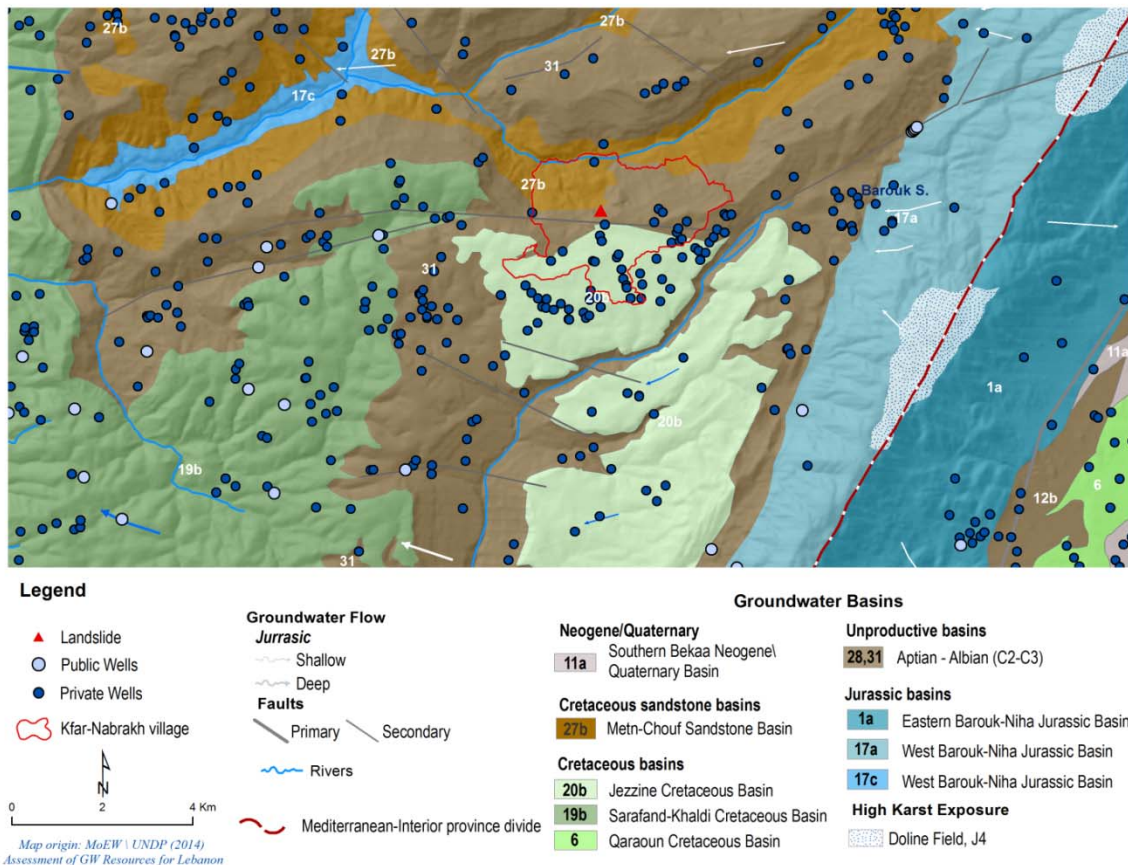 27b
27b
27b
31
17c
27b
Barouk S.
17a
31
20b
11a
1a
20b
19b
12b
6
31
Legend
Landslide
Public Wells
Private Wells
Kfar-Nabrakh village
N
0 2 4 Km
Map origin: MoEW \ UNDP (2014)
Assessment of GW Resources for Lebanon
Groundwater Flow
Jurrasic
Shallow
Deep
Faults
Primary Secondary
Rivers
Mediterranean-Interior province divide
Groundwater Basins
Neogene/Quaternary
11a Southern Bekaa Neogene\
Quaternary Basin
Cretaceous sandstone basins
27b Metn-Chouf Sandstone Basin
Cretaceous basins
20b Jezzine Cretaceous Basin
19b Sarafand-Khaldi Cretaceous Basin
6 Qaraoun Cretaceous Basin
Unproductive basins
28,31 Aptian - Albian (C2-C3)
Jurassic basins
1a Eastern Barouk-Niha Jurassic Basin
17a West Barouk-Niha Jurassic Basin
17c West Barouk-Niha Jurassic Basin
High Karst Exposure
Doline Field, J4